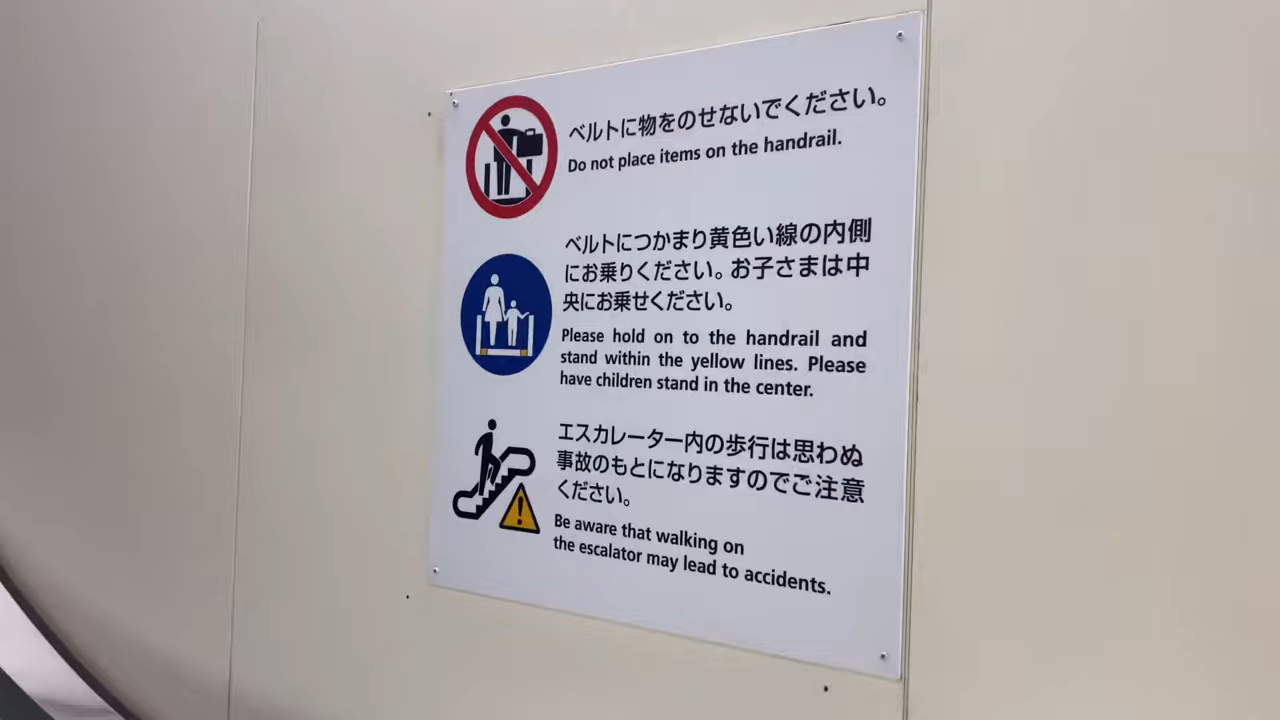 ベルトに物をのせないでください。
Do not place items on the handrail.
ベルトにつかまり黄色い線の内側
にお乗りください。お子さまは中
央にお乗せください。
Please hold on to the handrail and
stand within the yellow lines. Please
have children stand in the center.
エスカレーター内の歩行は思わぬ
事故のもとになりますのでご注意
ください。
Be aware that walking on
the escalator may lead to accidents.